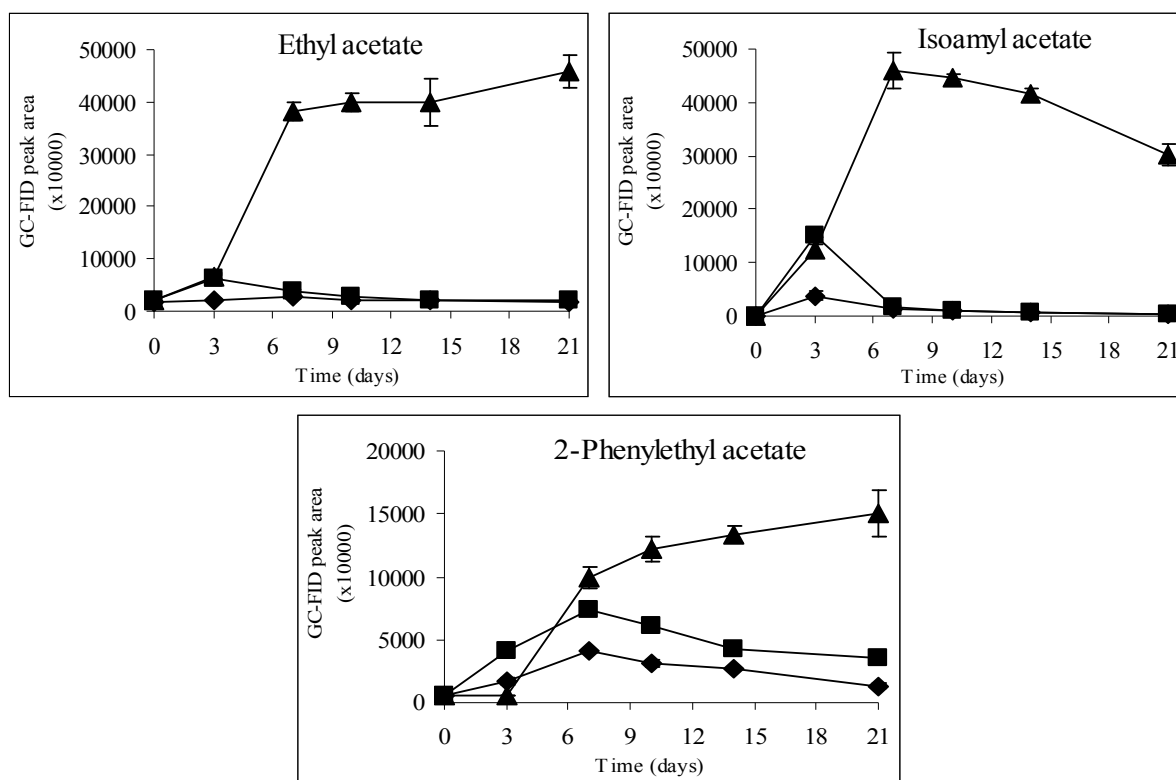 Ethyl acetate
GC-FID peak area
(x10000)
50000
40000
30000
20000
10000
0
0 3 6 9 12 15 18 21
Time (days)
Isoamyl acetate
GC-FID peak area
(x10000)
50000
40000
30000
20000
10000
0
0 3 6 9 12 15 18 21
Time (days)
2-Phenylethyl acetate
GC-FID peak area
(x10000)
20000
15000
10000
5000
0
0 3 6 9 12 15 18 21
Time (days)